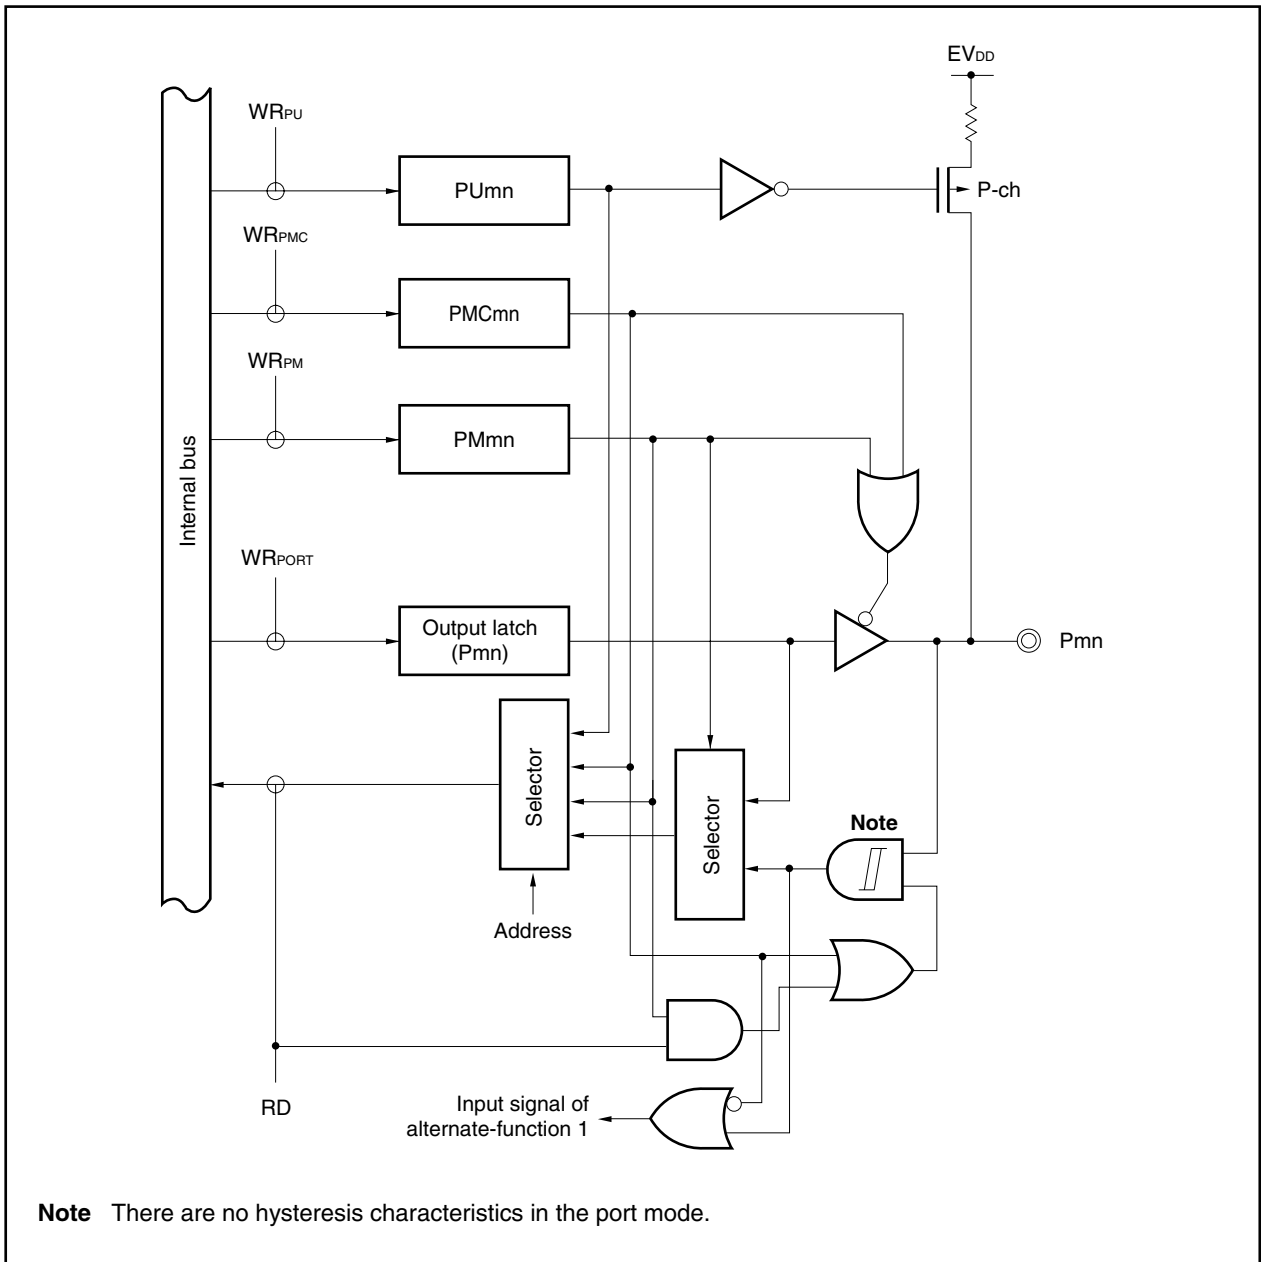 EVDD
WRPU
PUmn
P-ch
WRPMC
PMCmn
WRPM
PMmn
Internal bus
WRPORT
Output latch
(Pmn)
Pmn
Selector
Selector
Note
Address
RD
Input signal of
alternate-function 1
Note There are no hysteresis characteristics in the port mode.